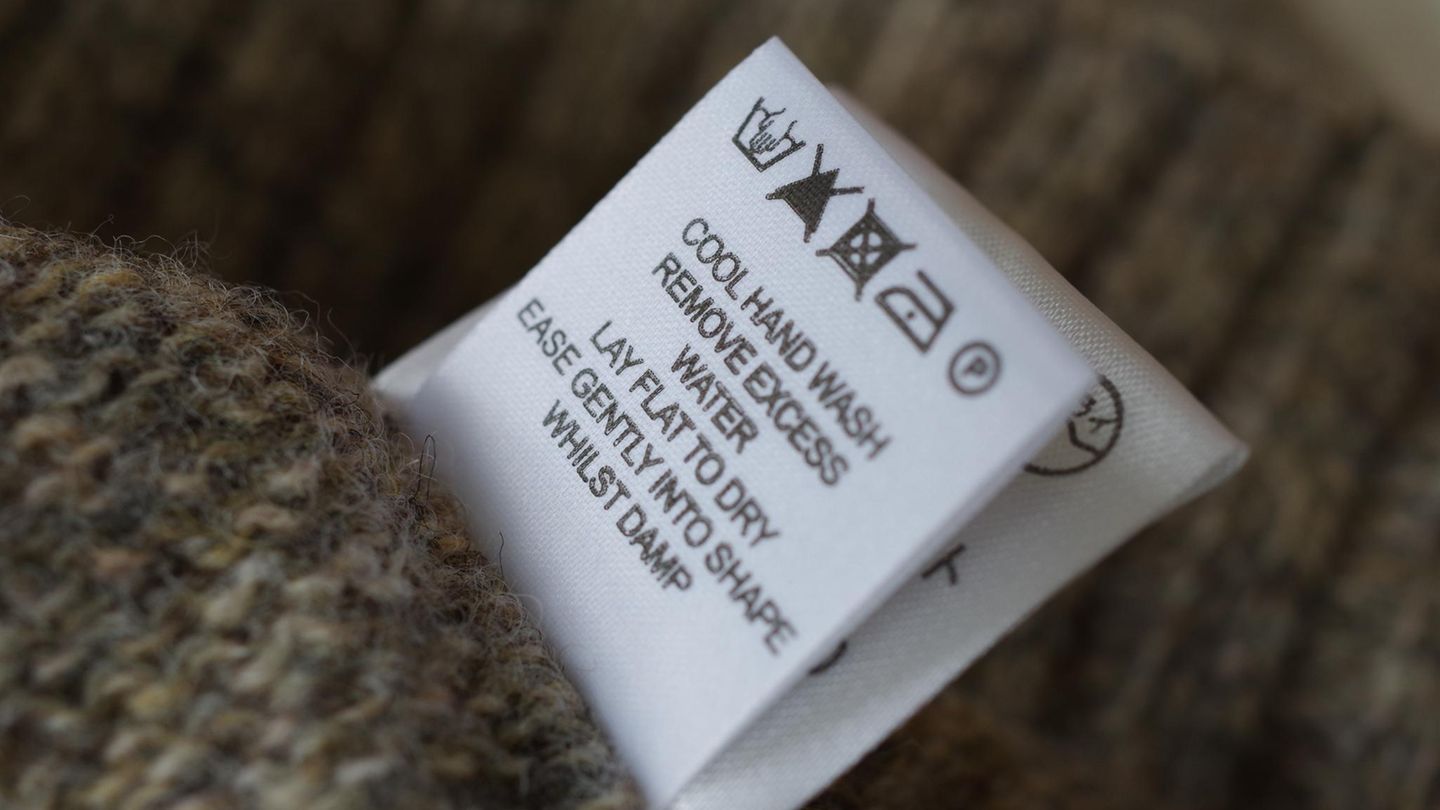 P
COOL HAND WASH
REMOVE EXCESS
WATER
LAY FLAT TO DRY
EASE GENTLY INTO SHAPE
WHILST DAMP